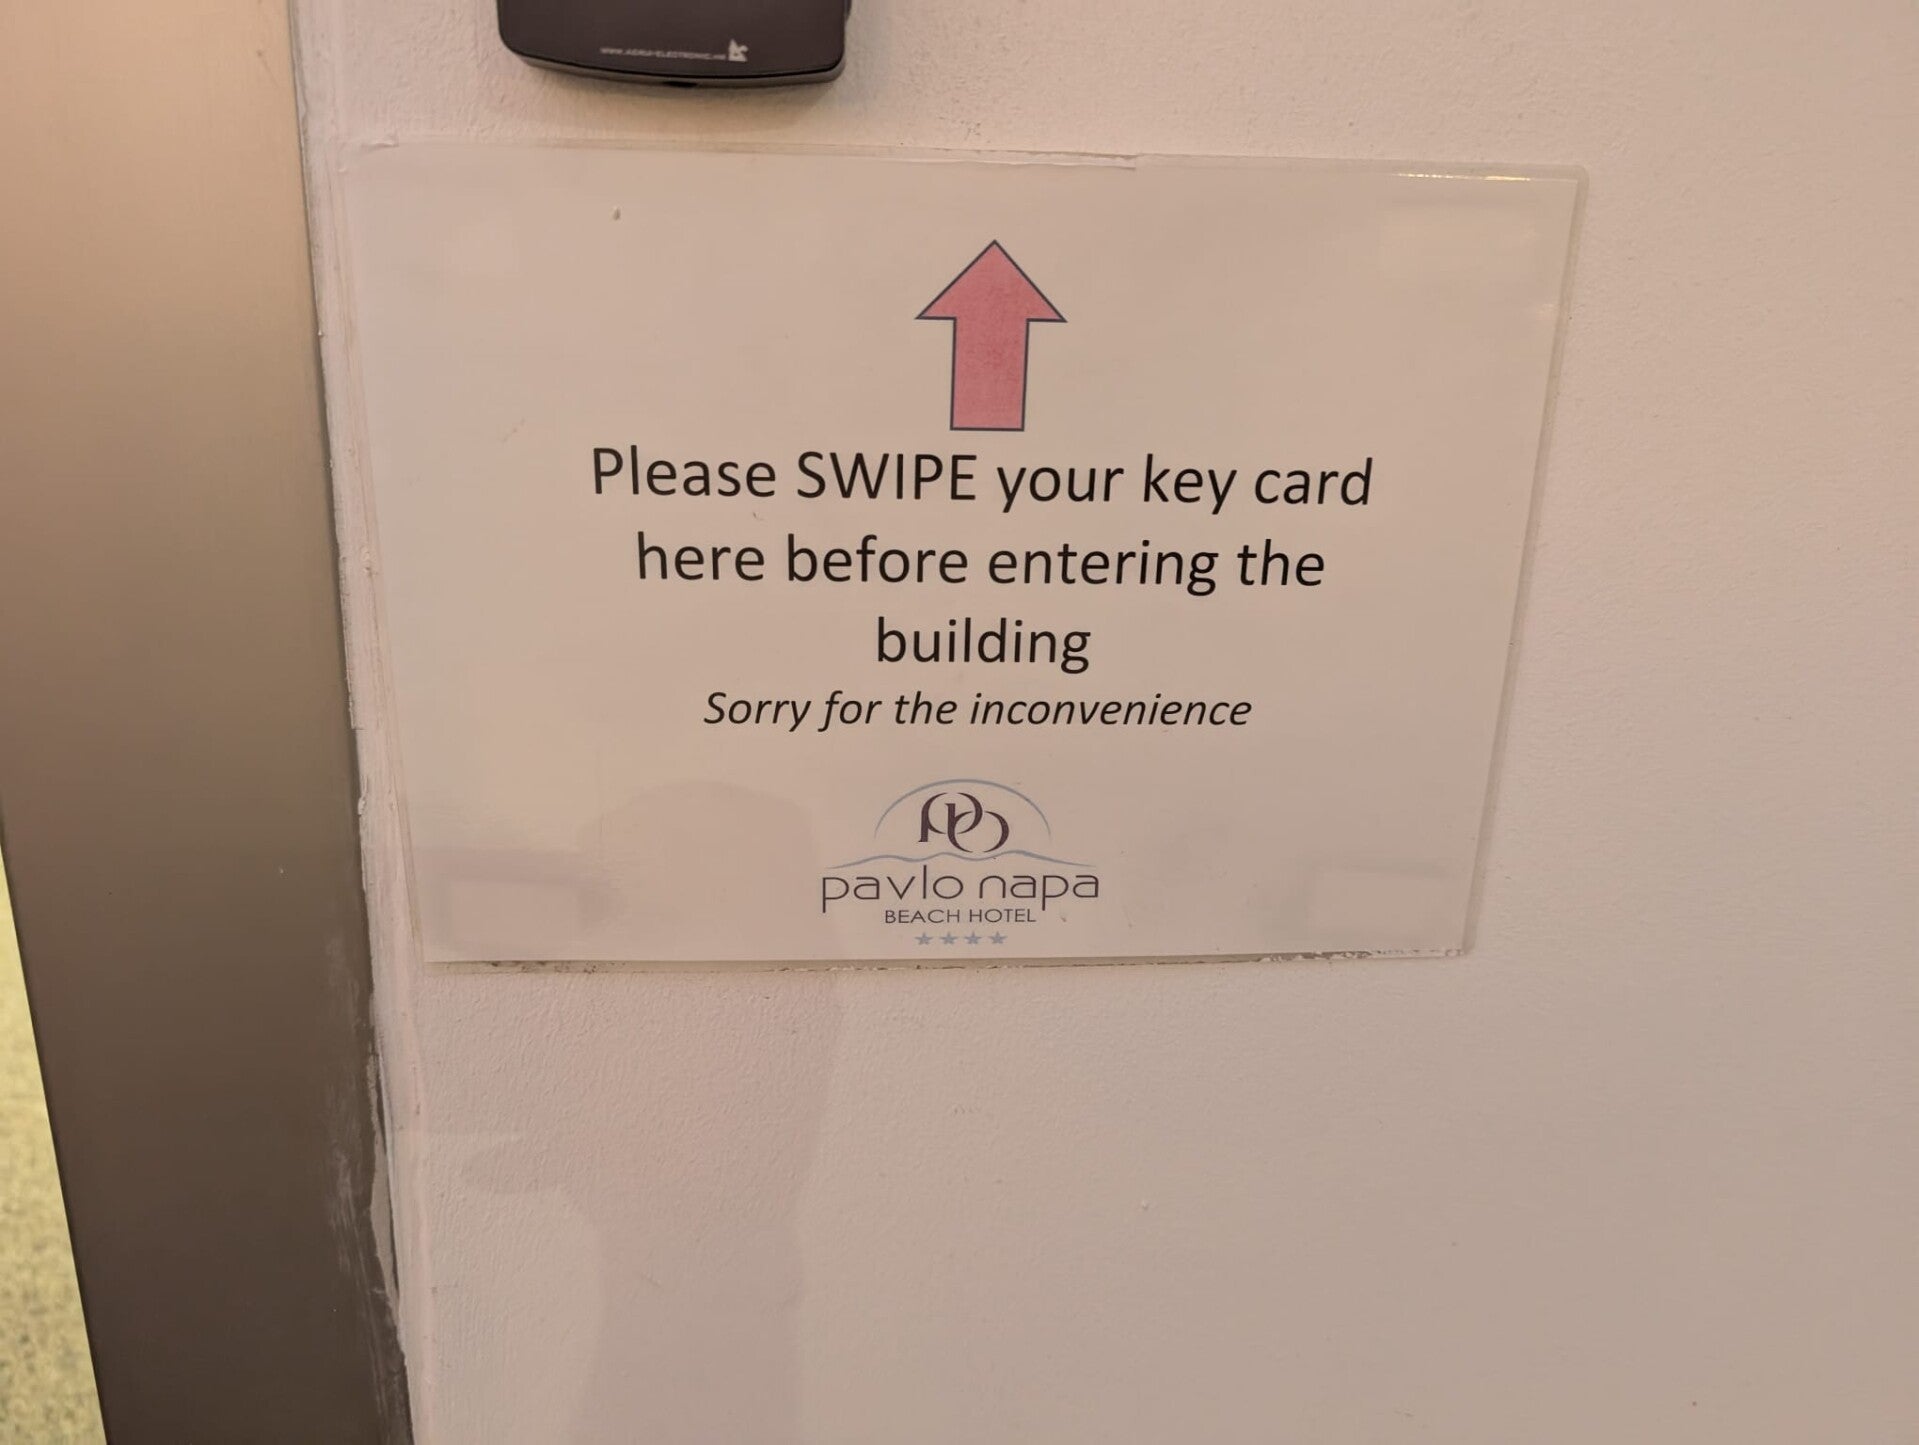 Please SWIPE your key card
here before entering the
building
Sorry for the inconvenience
pavlo napa
BEACH HOTEL